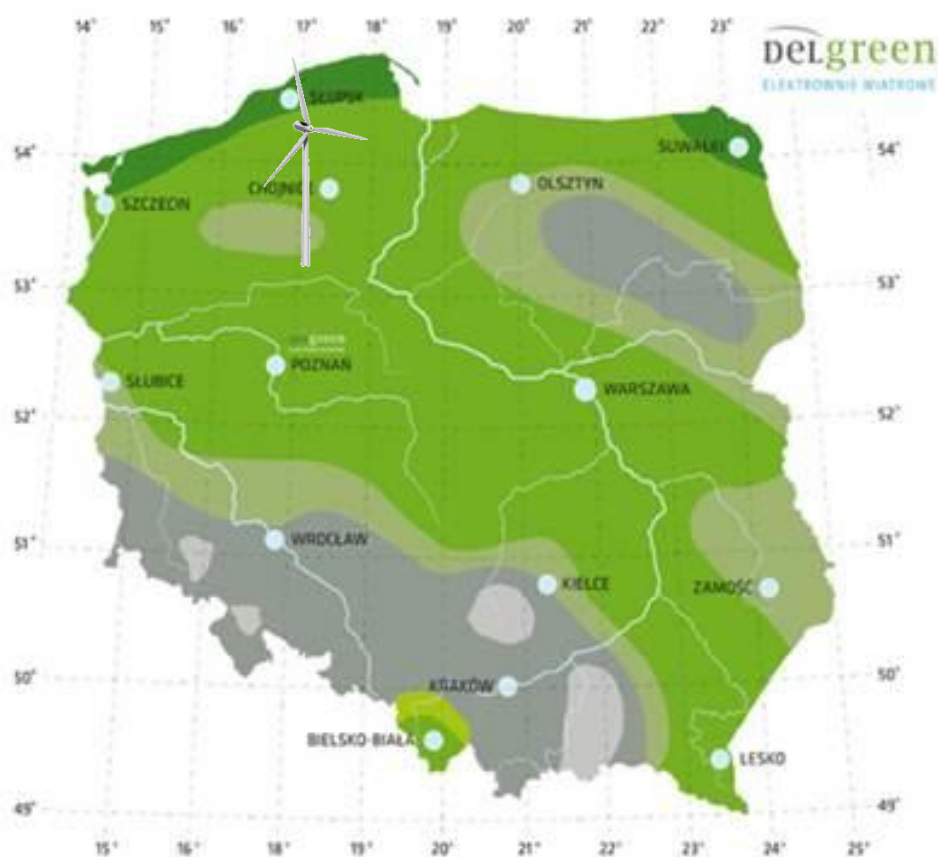 14° 15° 16° 17° 18° 19° 20° 21° 22° 23°
DELgreen
ELEKTROWNIE WIATROWE
SŁUPSK
54° SUWAŁKI 54°
CHOJNICE OLSZTYN
SZCZECIN
53° 53°
DELgreen
POZNAŃ
SŁUBICE WARSZAWA
52° 52°
51° WROCŁAW 51°
KIELCE ZAMOŚĆ
50° KRAKÓW 50°
BIELSKO-BIAŁA LESKO
49° 49°
15° 16° 17° 18° 19° 20° 21° 22° 23° 24° 25°